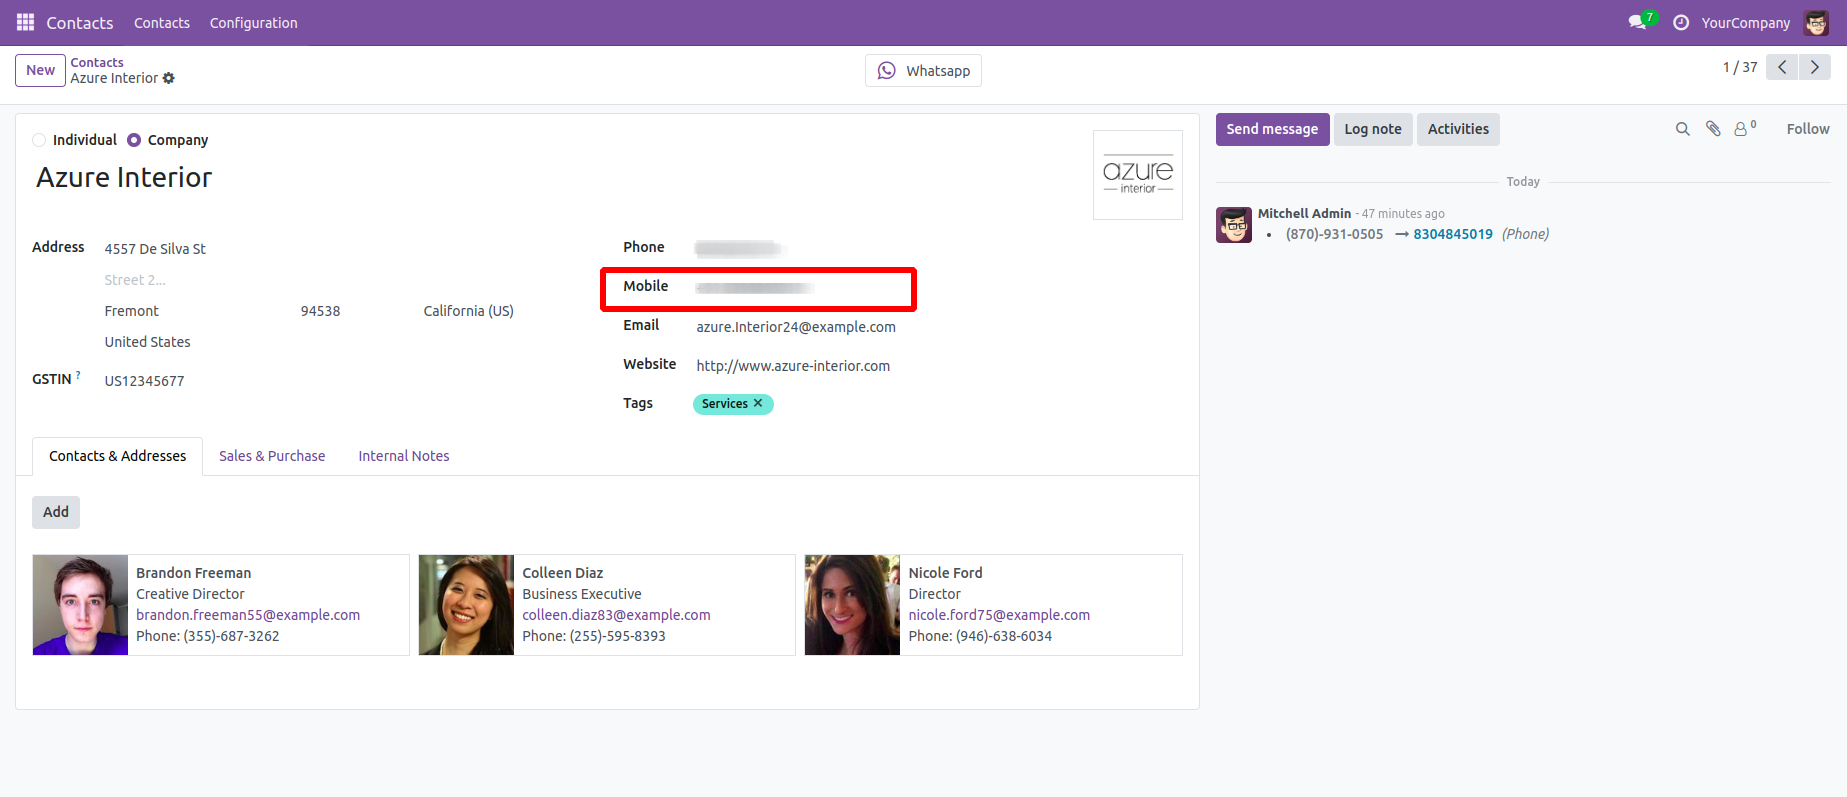 Contacts Contacts Configuration 7 YourCompany
New Contacts
Azure Interior
Whatsapp
1 / 37
Individual Company
Azure Interior
azure
interior
Address 4557 De Silva St
Street 2...
Fremont 94538 California (US)
United States
GSTIN ? US12345677
Phone
Mobile
Email azure.Interior24@example.com
Website http://www.azure-interior.com
Tags Services ✕
Contacts & Addresses Sales & Purchase Internal Notes
Add
Brandon Freeman
Creative Director
brandon.freeman55@example.com
Phone: (355)-687-3262
Colleen Diaz
Business Executive
colleen.diaz83@example.com
Phone: (255)-595-8393
Nicole Ford
Director
nicole.ford75@example.com
Phone: (946)-638-6034
Send message Log note Activities 0 Follow
Today
Mitchell Admin - 47 minutes ago
• (870)-931-0505 → 8304845019 (Phone)